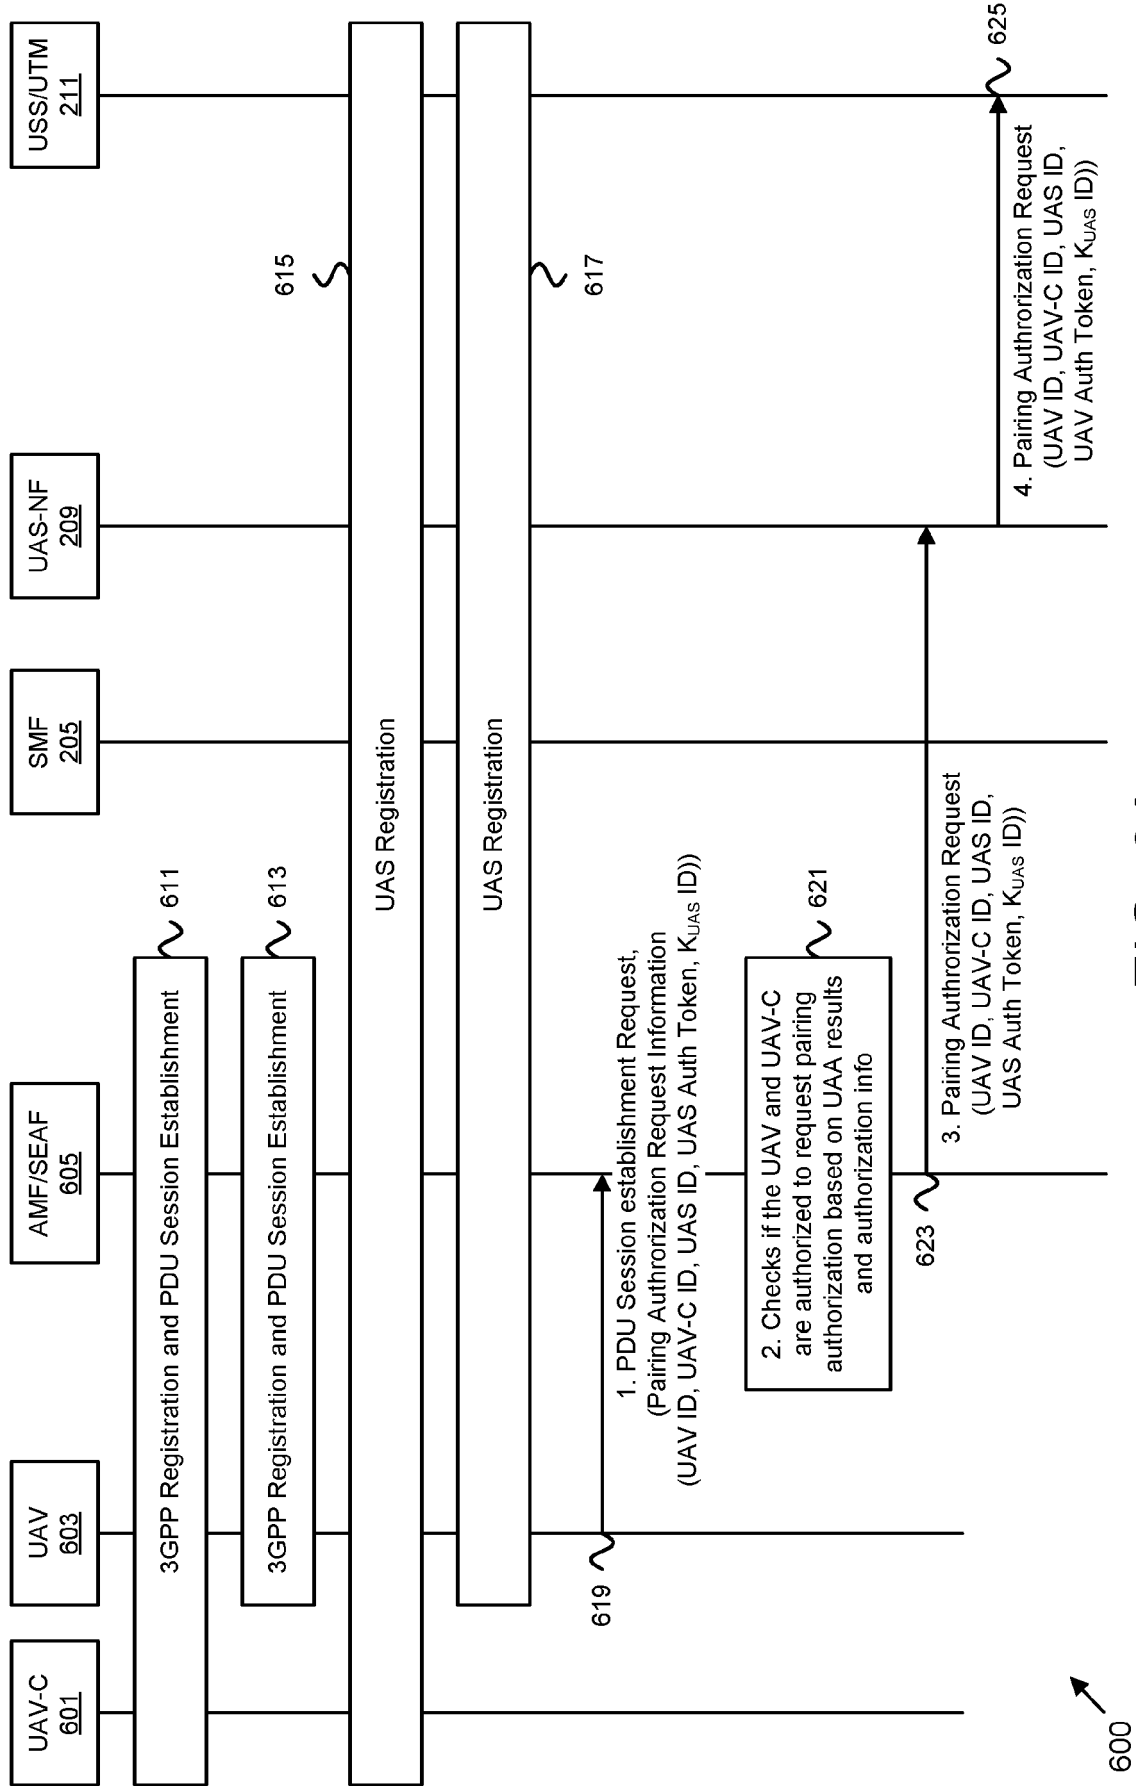 UAV-C
601
UAV
603
AMF/SEAF
605
SMF
205
UAS-NF
209
USS/UTM
211
3GPP Registration and PDU Session Establishment
611
3GPP Registration and PDU Session Establishment
613
UAS Registration
615
UAS Registration
617
619
1. PDU Session establishment Request,
(Pairing Authrorization Request Information
(UAV ID, UAV-C ID, UAS ID, UAS Auth Token, KUAS ID))
2. Checks if the UAV and UAV-C
are authorized to request pairing
authorization based on UAA results
and authorization info
621
623
3. Pairing Authrorization Request
(UAV ID, UAV-C ID, UAS ID,
UAS Auth Token, KUAS ID))
625
4. Pairing Authrorization Request
(UAV ID, UAV-C ID, UAS ID,
UAV Auth Token, KUAS ID))
600